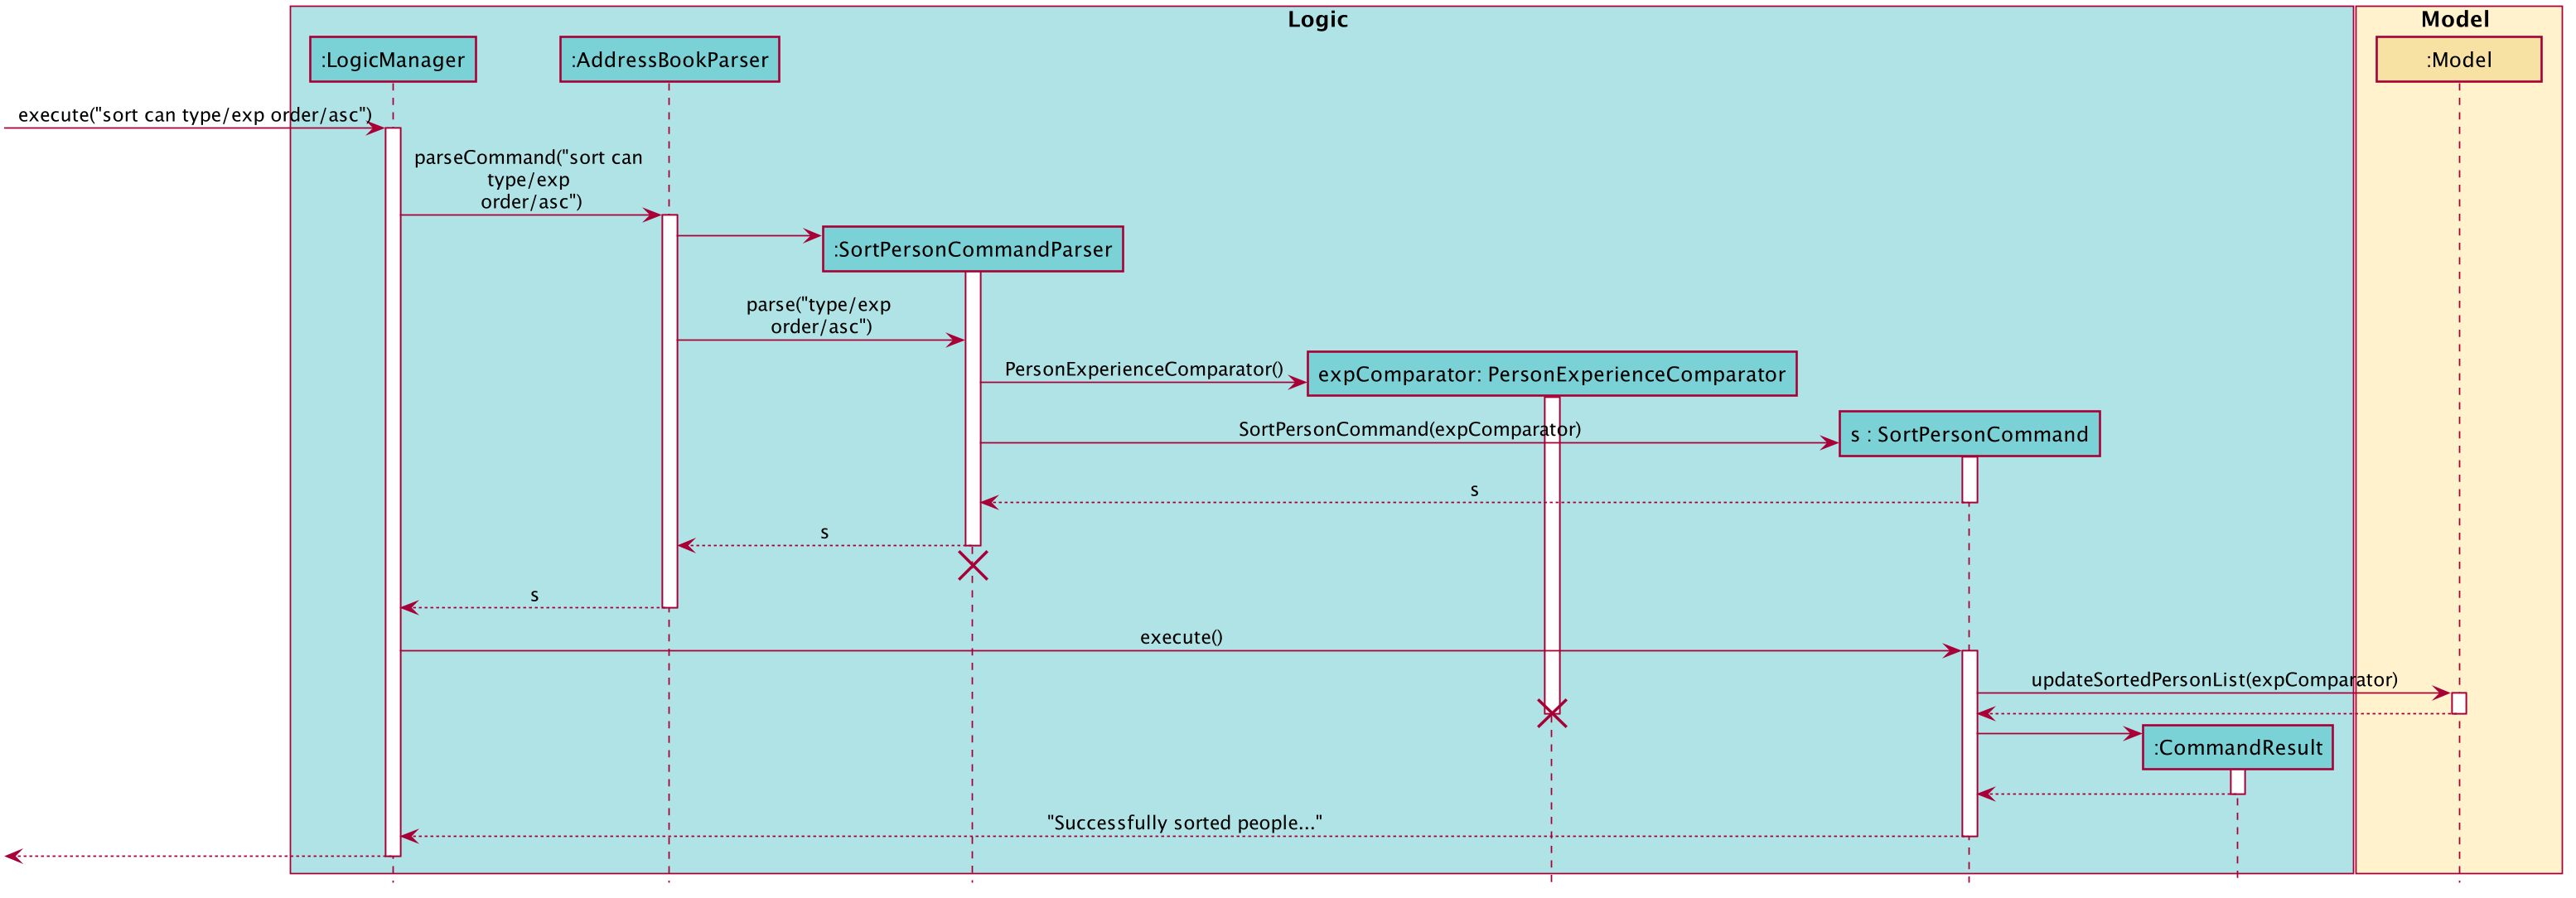 Logic
Model
:LogicManager
:AddressBookParser
:Model
execute("sort can type/exp order/asc")
parseCommand("sort can
type/exp
order/asc")
:SortPersonCommandParser
parse("type/exp
order/asc")
PersonExperienceComparator()
expComparator: PersonExperienceComparator
SortPersonCommand(expComparator)
s : SortPersonCommand
s
s
s
execute()
updateSortedPersonList(expComparator)
:CommandResult
"Successfully sorted people..."